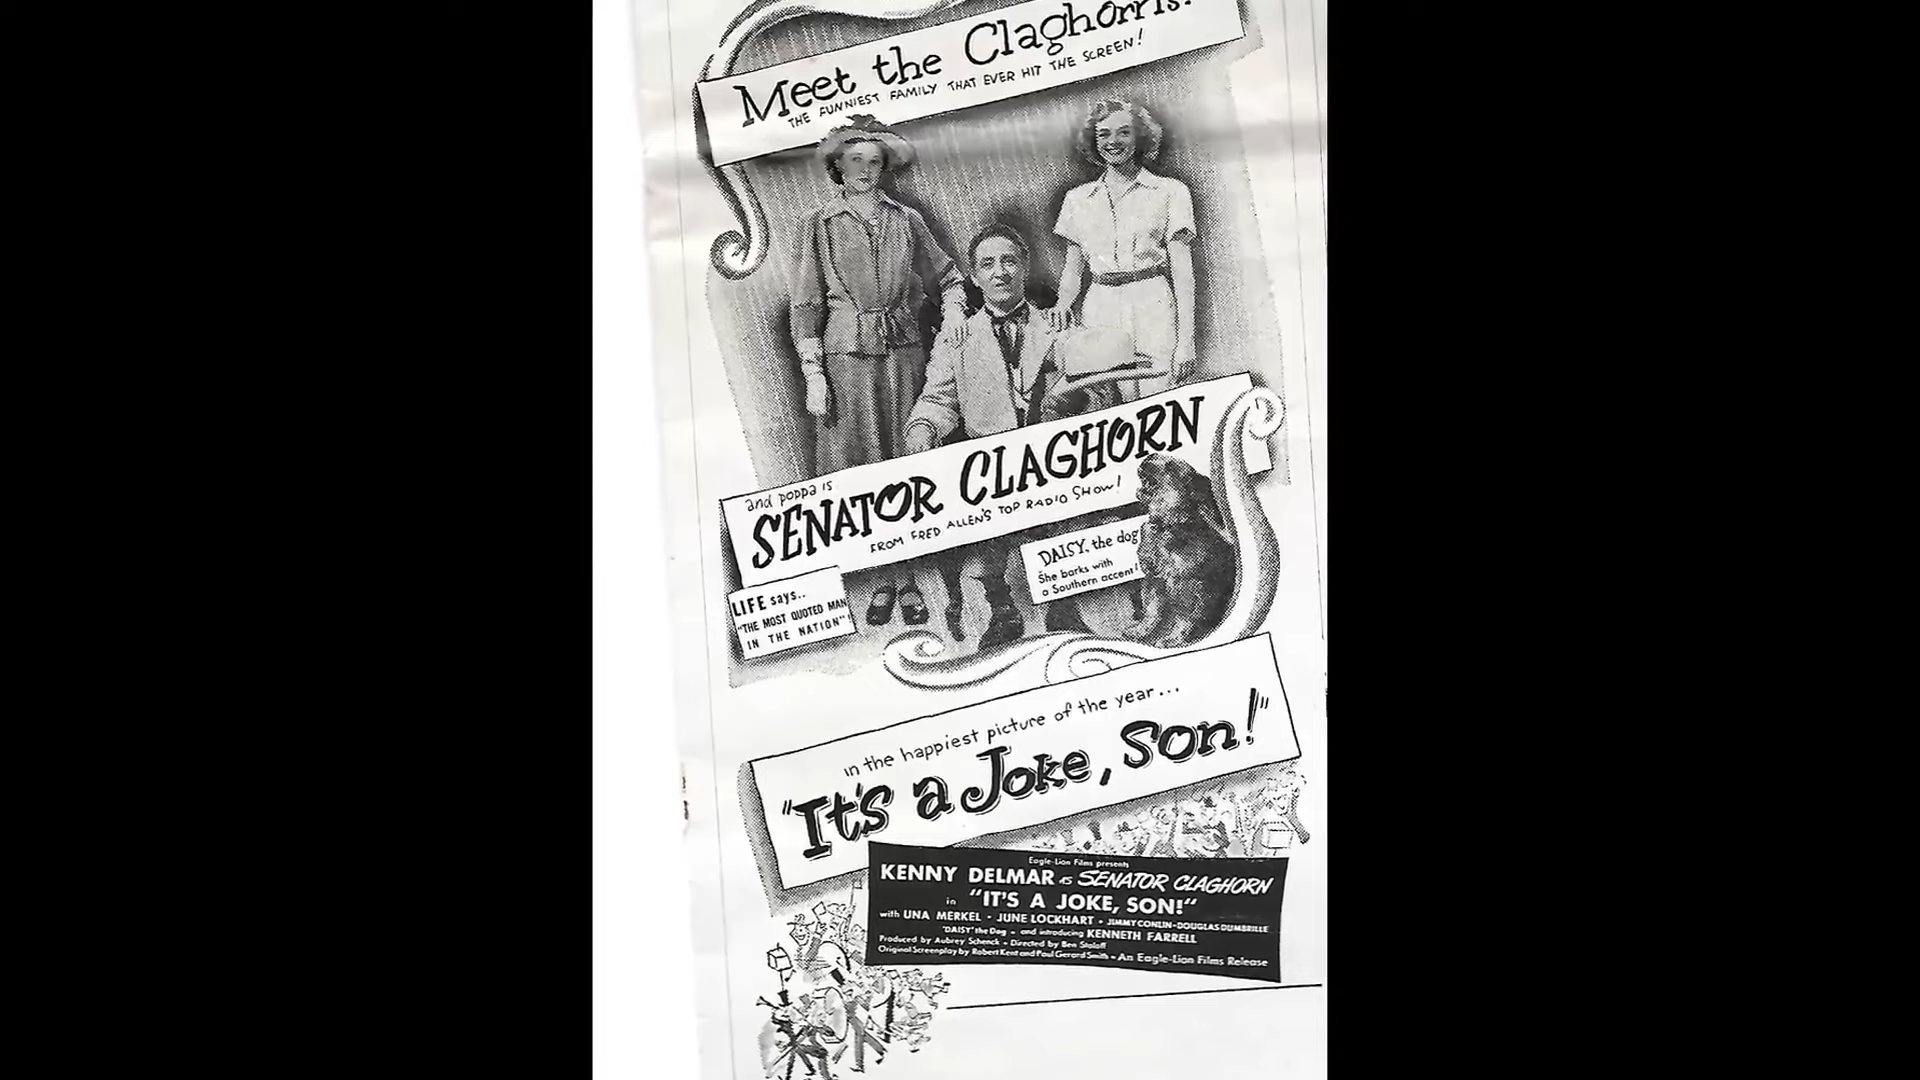 Meet the Claghorns!
THE FUNNIEST FAMILY THAT EVER HIT THE SCREEN!
and poppa is
SENATOR CLAGHORN
FROM FRED ALLEN'S TOP RADIO SHOW!
DAISY, the dog
She barks with
a Southern accent!
LIFE says..
"THE MOST QUOTED MAN
IN THE NATION"!
in the happiest picture of the year...
"It's a Joke, Son!"
Eagle-Lion Films presents
KENNY DELMAR AS SENATOR CLAGHORN
in "IT'S A JOKE, SON!"
with UNA MERKEL • JUNE LOCKHART • JIMMY CONLIN • DOUGLAS DUMBRILLE
"DAISY" the Dog • and introducing KENNETH FARRELL
Produced by Aubrey Schenck • Directed by Ben Stoloff
Original Screenplay by Robert Kent and Paul Gerard Smith • An Eagle-Lion Films Release